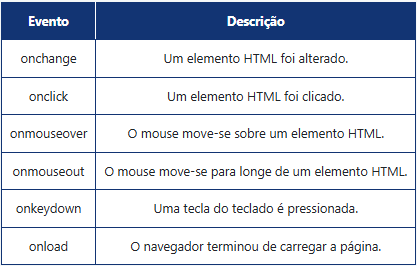 Evento Descrição
onchange Um elemento HTML foi alterado.
onclick Um elemento HTML foi clicado.
onmouseover O mouse move-se sobre um elemento HTML.
onmouseout O mouse move-se para longe de um elemento HTML.
onkeydown Uma tecla do teclado é pressionada.
onload O navegador terminou de carregar a página.